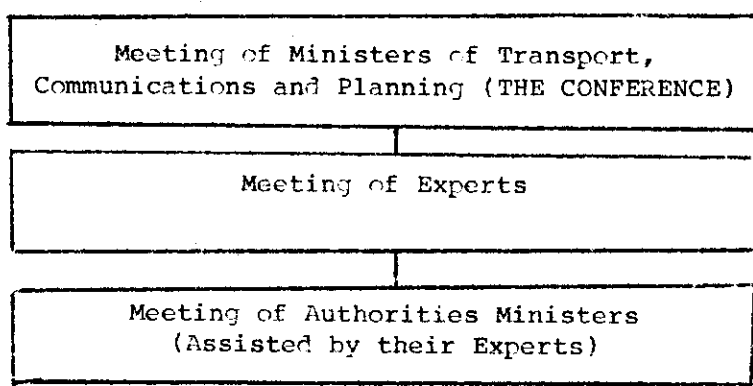 Meeting of Ministers of Transport,
Communications and Planning (THE CONFERENCE)
Meeting of Experts
Meeting of Authorities Ministers
(Assisted by their Experts)